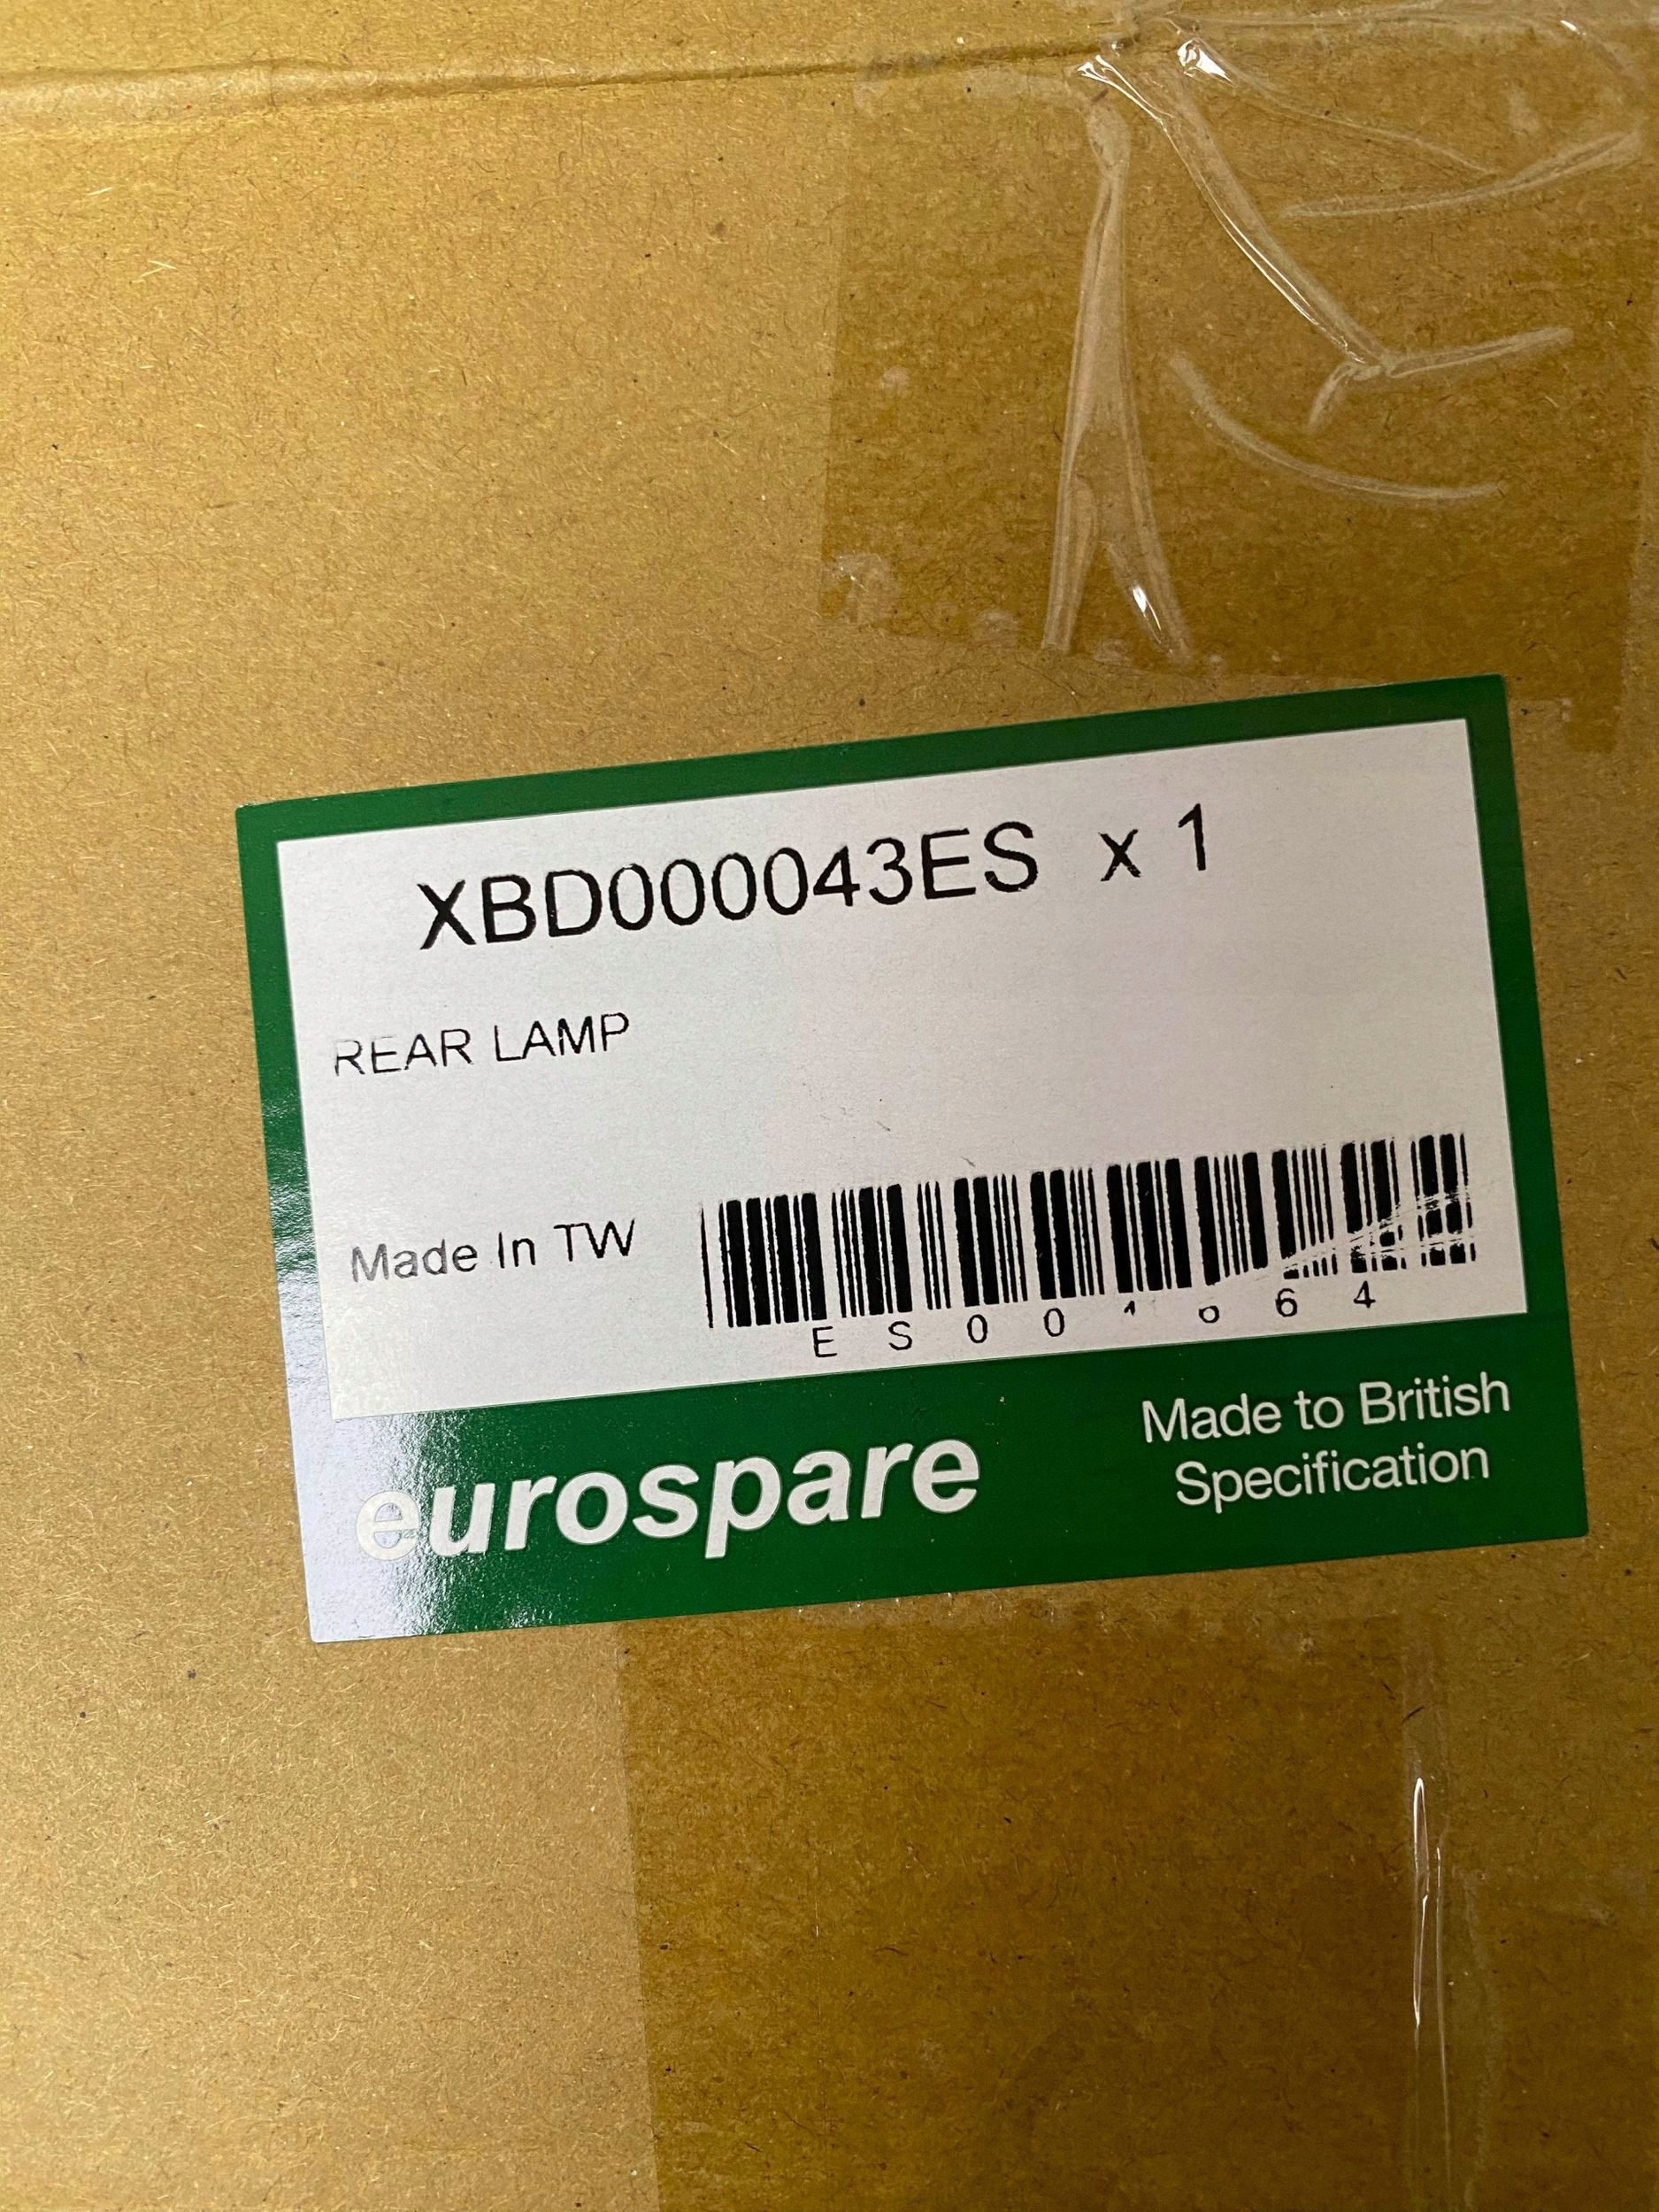 XBD000043ES x 1
REAR LAMP
Made In TW
eurospare
Made to British
Specification